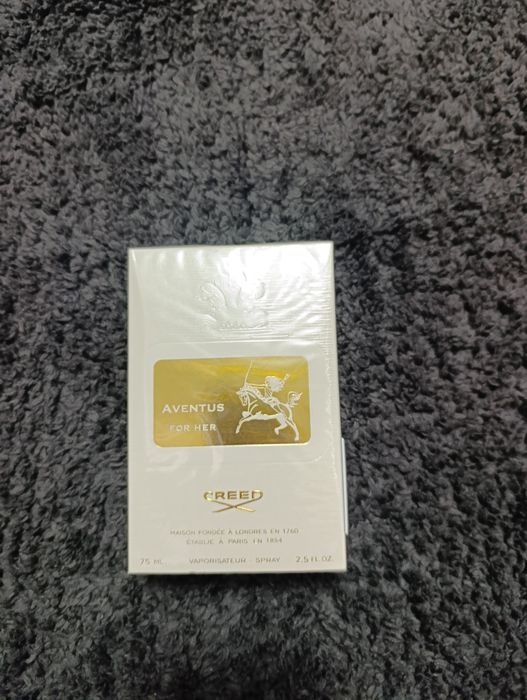 AVENTUS
FOR HER
CREED
MAISON FONDÉE À LONDRES EN 1760
ÉTABLIE À PARIS EN 1854
75 ML. VAPORISATEUR - SPRAY 2.5 FL.OZ.